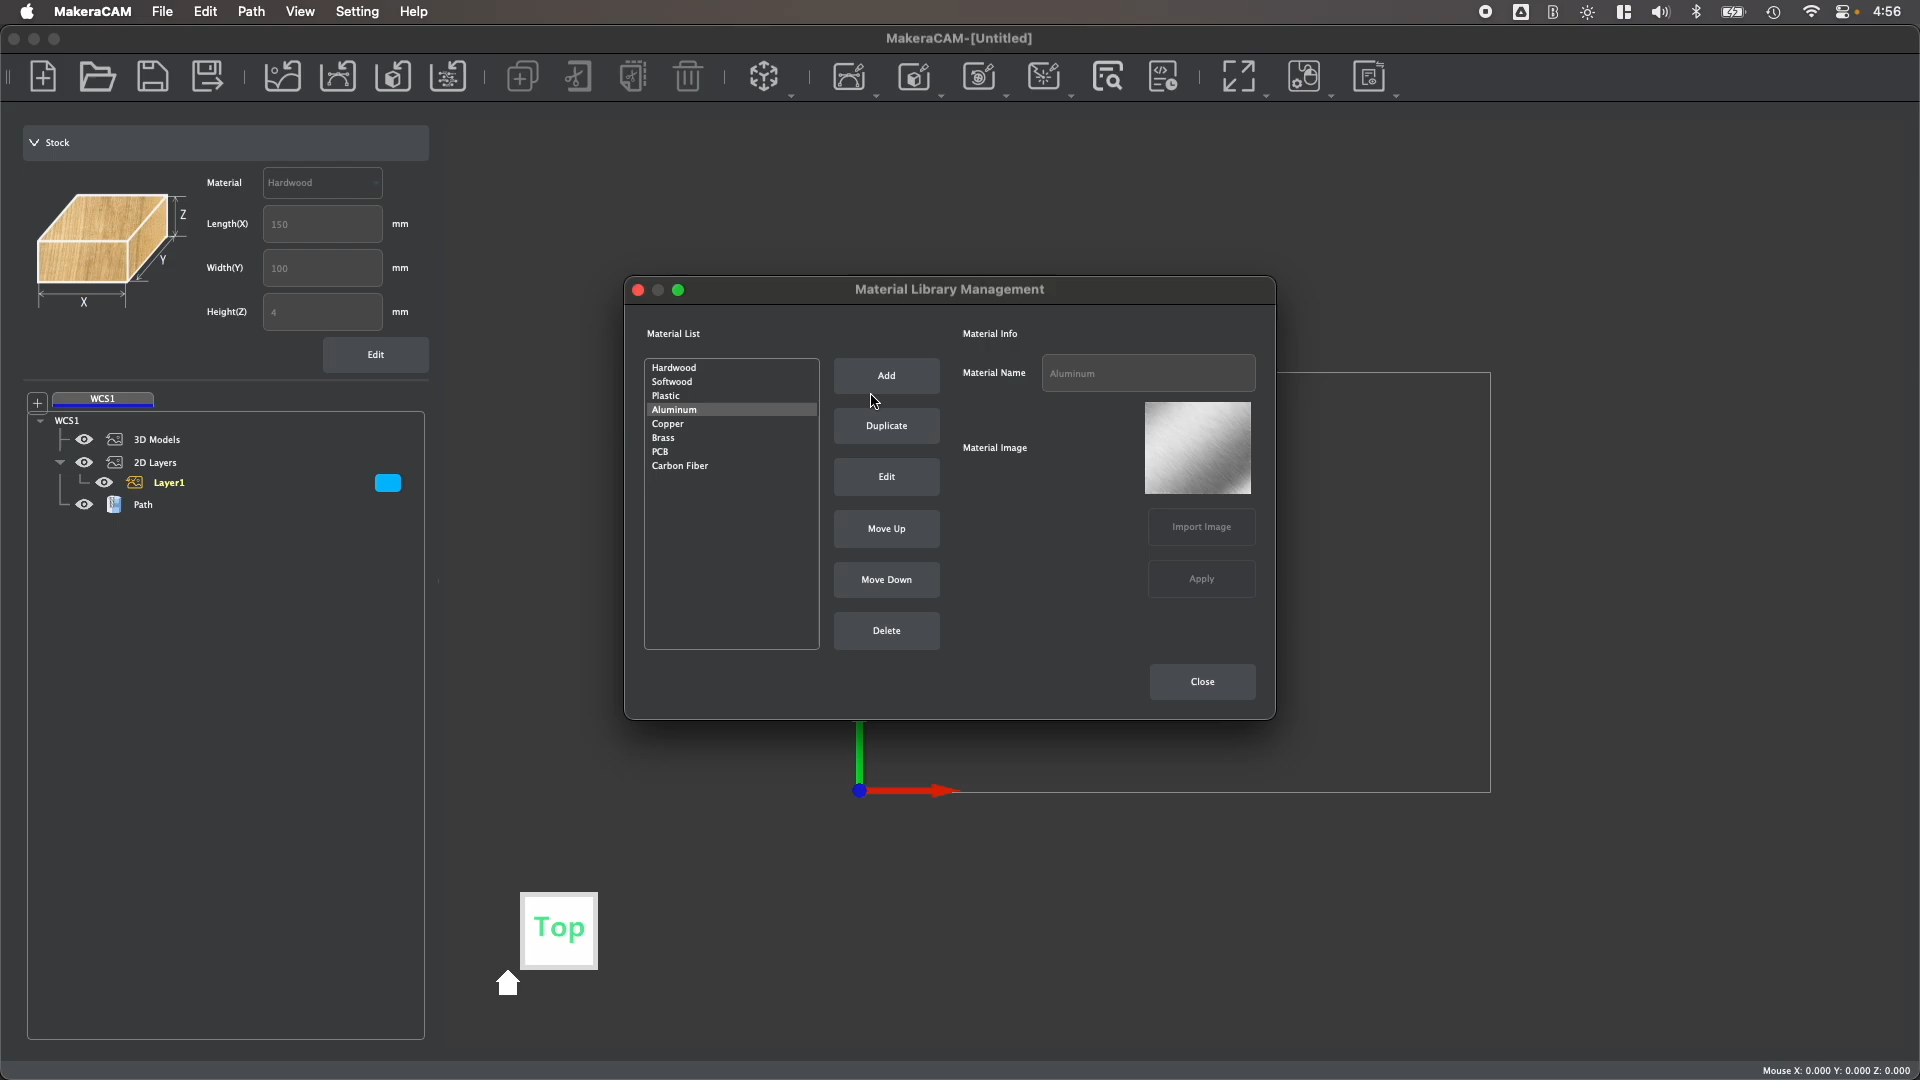 MakeraCAM File Edit Path View Setting Help 4:56
MakeraCAM-[Untitled]
Stock
Material Hardwood
Length(X) 150 mm
Width(Y) 100 mm
Height(Z) 4 mm
Z
Y
X
Edit
+ WCS1
WCS1
3D Models
2D Layers
Layer1
Path
Material Library Management
Material List
Hardwood
Softwood
Plastic
Aluminum
Copper
Brass
PCB
Carbon Fiber
Add
Duplicate
Edit
Move Up
Move Down
Delete
Material Info
Material Name Aluminum
Material Image
Import Image
Apply
Close
Top
Mouse X: 0.000 Y: 0.000 Z: 0.000